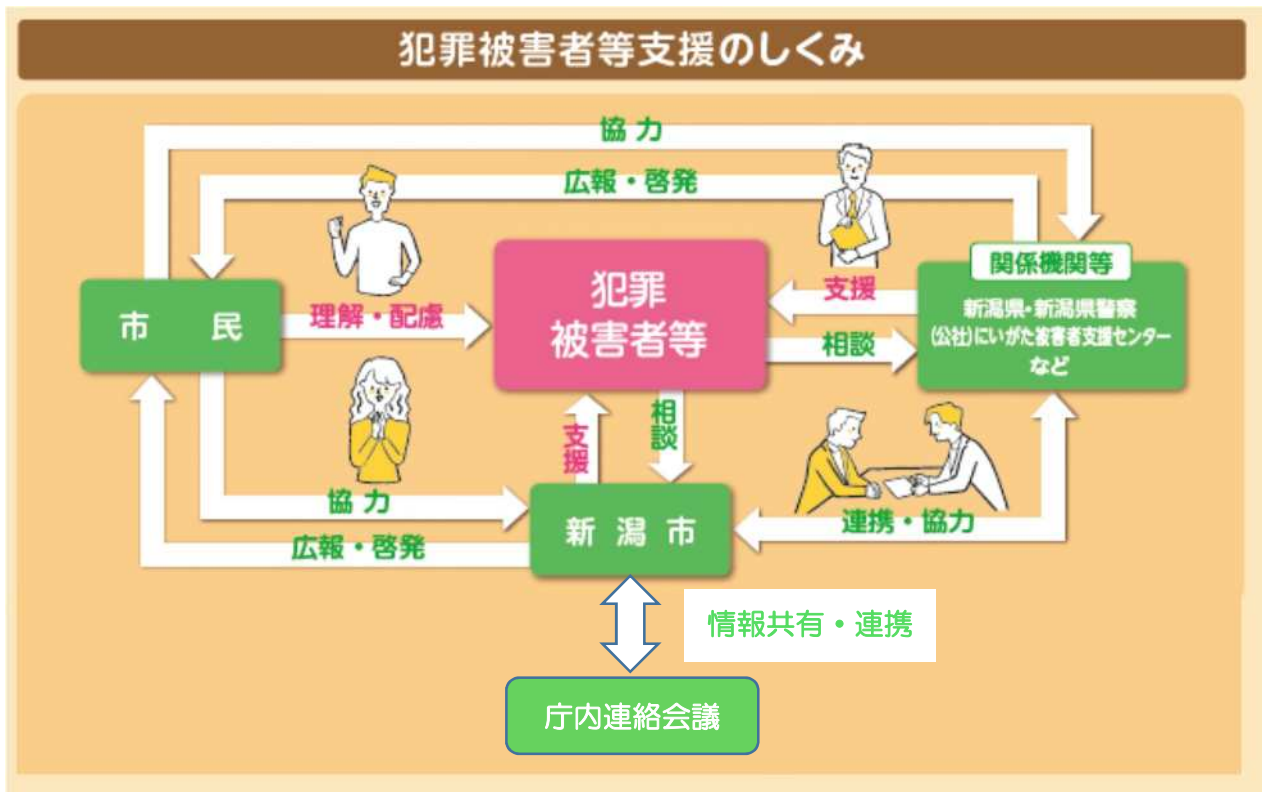 犯罪被害者等支援のしくみ
協力
広報・啓発
関係機関等
新潟県・新潟県警察
(公社)にいがた被害者支援センター
など
市民
理解・配慮
犯罪
被害者等
支援
相談
支援
相談
協力
広報・啓発
新潟市
連携・協力
情報共有・連携
庁内連絡会議